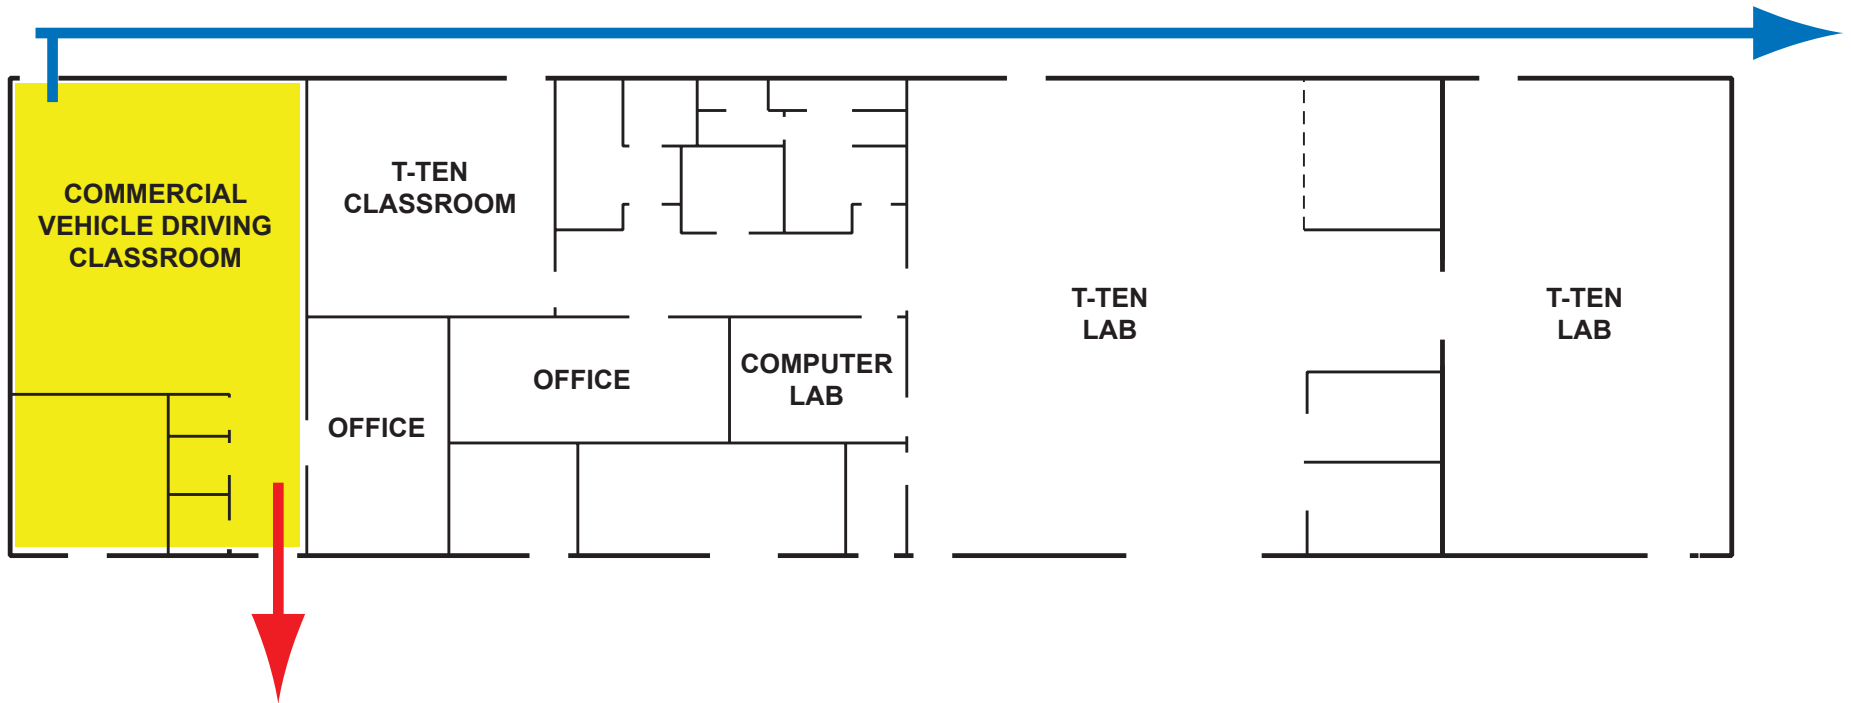 COMMERCIAL
VEHICLE DRIVING
CLASSROOM
T-TEN
CLASSROOM
OFFICE
OFFICE
COMPUTER
LAB
T-TEN
LAB
T-TEN
LAB